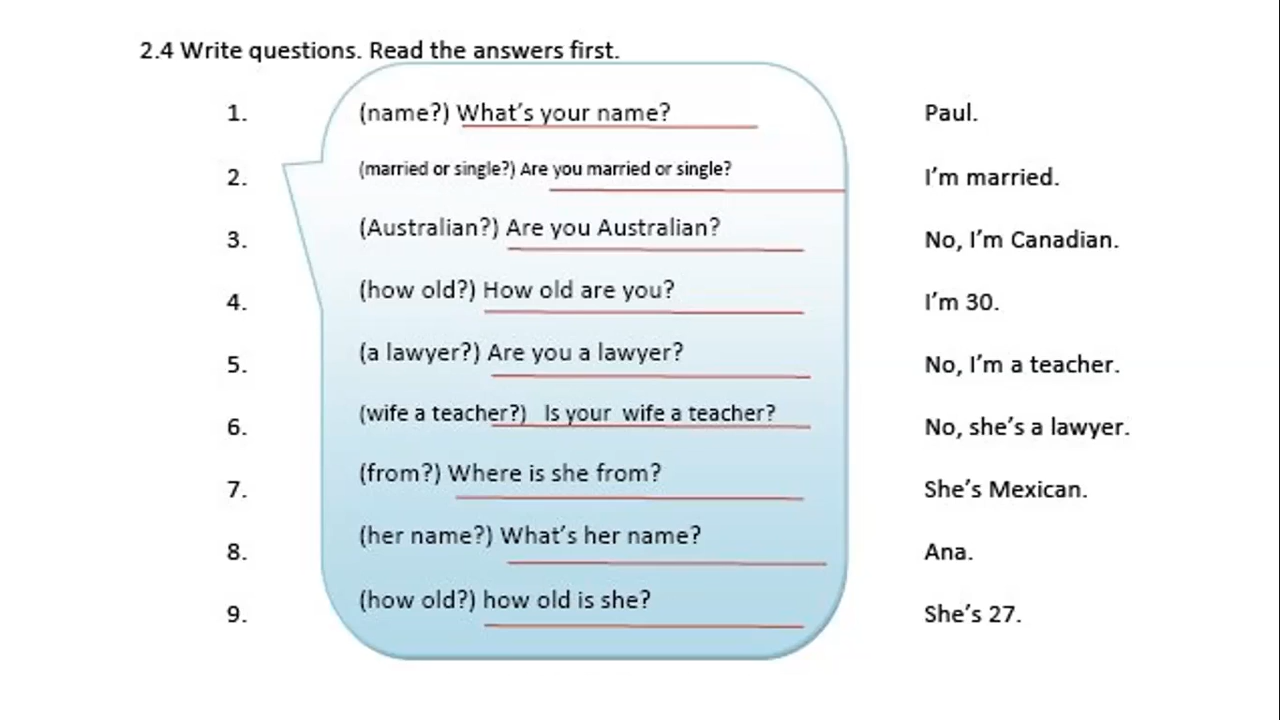 2.4 Write questions. Read the answers first.
1. (name?) What's your name? Paul.
2. (married or single?) Are you married or single? I'm married.
3. (Australian?) Are you Australian? No, I'm Canadian.
4. (how old?) How old are you? I'm 30.
5. (a lawyer?) Are you a lawyer? No, I'm a teacher.
6. (wife a teacher?) Is your wife a teacher? No, she's a lawyer.
7. (from?) Where is she from? She's Mexican.
8. (her name?) What's her name? Ana.
9. (how old?) how old is she? She's 27.